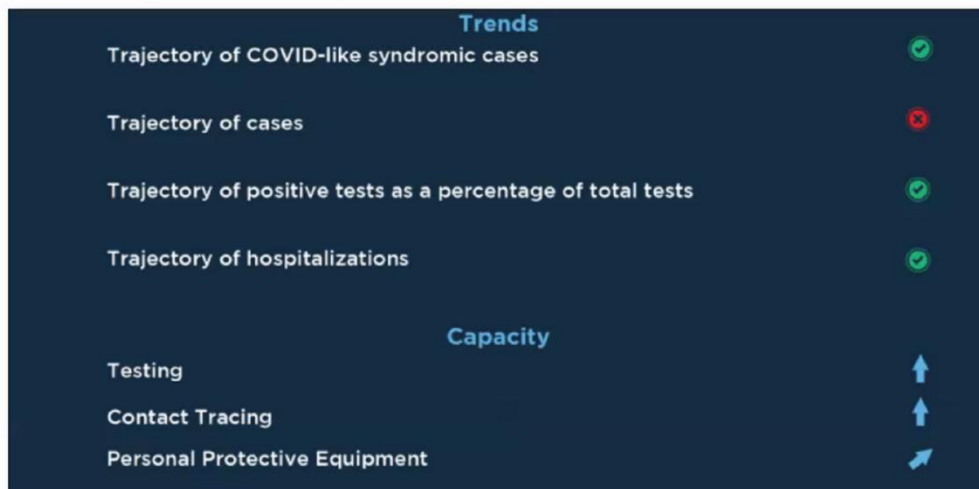 Trends
Trajectory of COVID-like syndromic cases
Trajectory of cases
Trajectory of positive tests as a percentage of total tests
Trajectory of hospitalizations
Capacity
Testing
Contact Tracing
Personal Protective Equipment